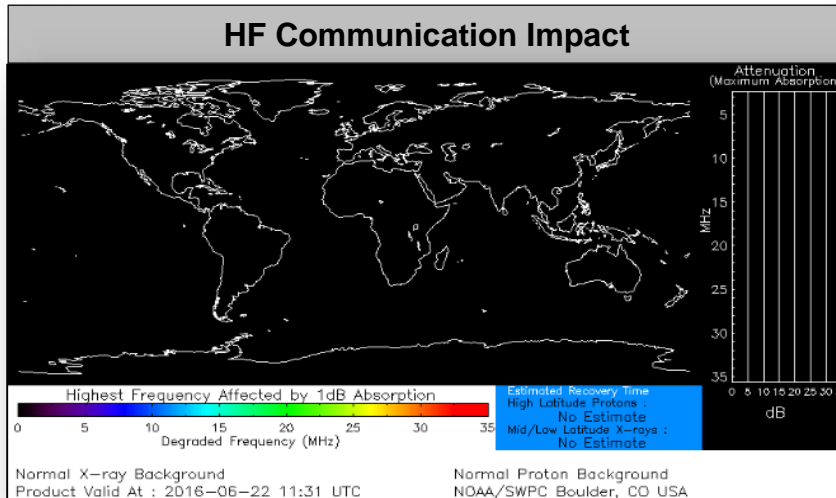 HF Communication Impact
Attenuation
(Maximum Absorption)
5
10
15
20
25
30
35
MHz
0 5 10 15 20 25 30
dB
Highest Frequency Affected by 1dB Absorption
0 5 10 15 20 25 30 35
Degraded Frequency (MHz)
Estimated Recovery Time
High Latitude Protons :
No Estimate
Mid/Low Latitude X-rays :
No Estimate
Normal X-ray Background
Product Valid At : 2016-06-22 11:31 UTC
Normal Proton Background
NOAA/SWPC Boulder, CO USA